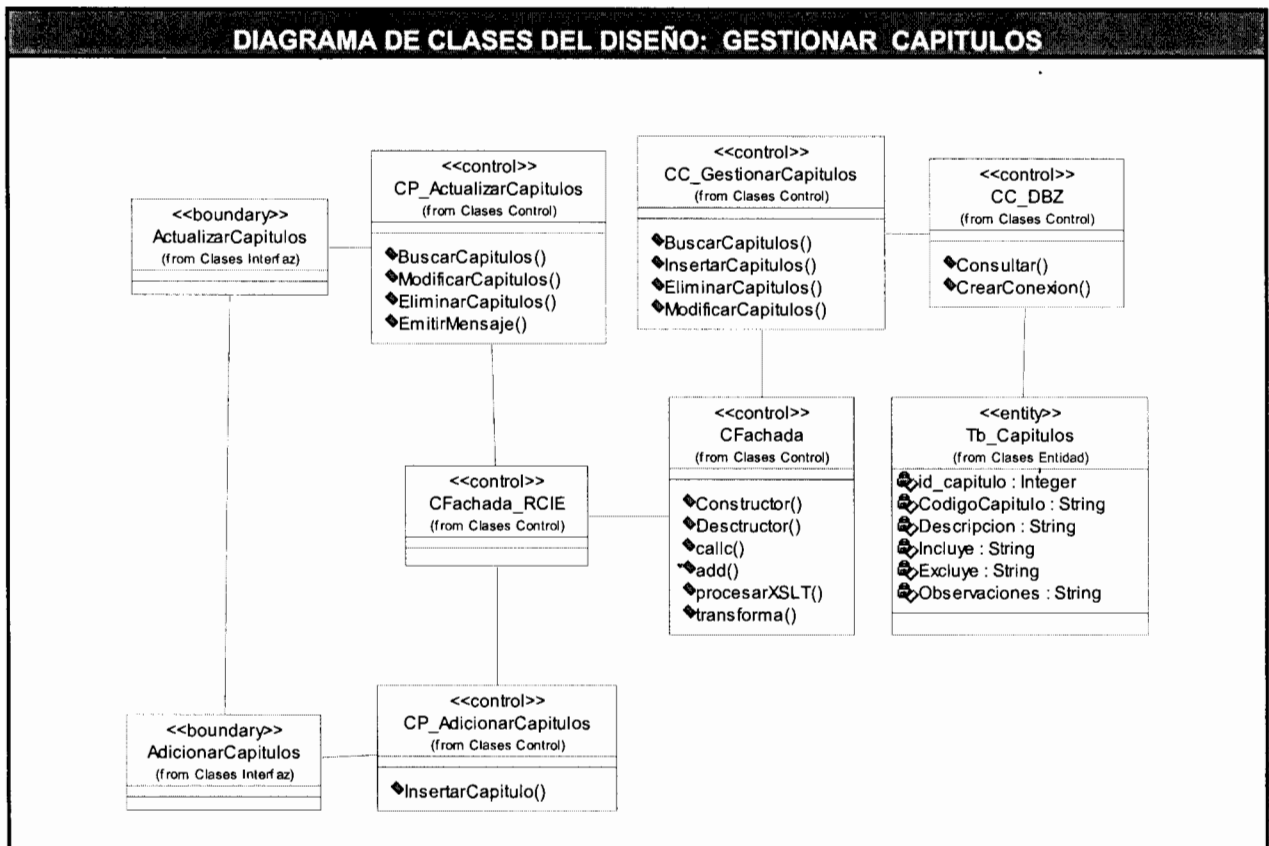 DIAGRAMA DE CLASES DEL DISEÑO: GESTIONAR CAPITULOS
<<boundary>>
ActualizarCapitulos
(from Clases Interfaz)
<<control>>
CP_ActualizarCapitulos
(from Clases Control)
BuscarCapitulos()
ModificarCapitulos()
EliminarCapitulos()
EmitirMensaje()
<<control>>
CC_GestionarCapitulos
(from Clases Control)
BuscarCapitulos()
InsertarCapitulos()
EliminarCapitulos()
ModificarCapitulos()
<<control>>
CC_DBZ
(from Clases Control)
Consultar()
CrearConexion()
<<control>>
CFachada_RCIE
(from Clases Control)
<<control>>
CFachada
(from Clases Control)
Constructor()
Desctructor()
callc()
add()
procesarXSLT()
transforma()
<<entity>>
Tb_Capitulos
(from Clases Entidad)
id_capitulo : Integer
CodigoCapitulo : String
Descripcion : String
Incluye : String
Excluye : String
Observaciones : String
<<boundary>>
AdicionarCapitulos
(from Clases Interfaz)
<<control>>
CP_AdicionarCapitulos
(from Clases Control)
InsertarCapitulo()